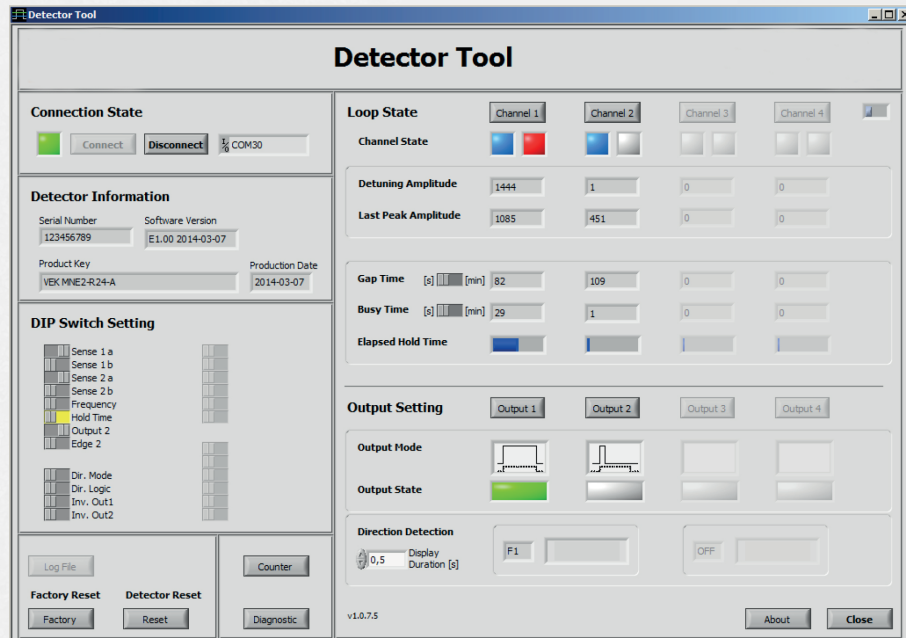 Detector Tool
Detector Tool
Connection State
Connect
Disconnect
COM30
Detector Information
Serial Number Software Version
123456789 E1.00 2014-03-07
Product Key Production Date
VEK MNE2-R24-A 2014-03-07
DIP Switch Setting
Sense 1 a
Sense 1 b
Sense 2 a
Sense 2 b
Frequency
Hold Time
Output 2
Edge 2
Dir. Mode
Dir. Logic
Inv. Out1
Inv. Out2
Log File
Factory Reset Detector Reset
Factory Reset
Counter
Diagnostic
Loop State Channel 1 Channel 2 Channel 3 Channel 4
Channel State
Detuning Amplitude 1444 1 0 0
Last Peak Amplitude 1085 451 0 0
Gap Time [s] [min] 82 109 0 0
Busy Time [s] [min] 29 1 0 0
Elapsed Hold Time
Output Setting Output 1 Output 2 Output 3 Output 4
Output Mode
Output State
Direction Detection
0,5 Display
Duration [s]
F1 OFF
v1.0.7.5
About Close